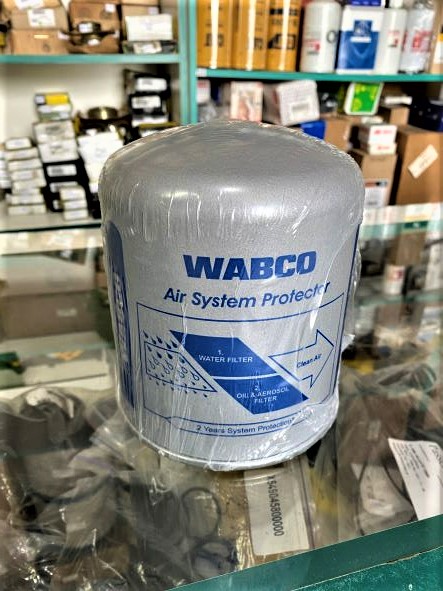 WABCO
Air System Protector
1.
WATER FILTER
Clean Air
2.
OIL & AEROSOL
FILTER
2 Years System Protection*